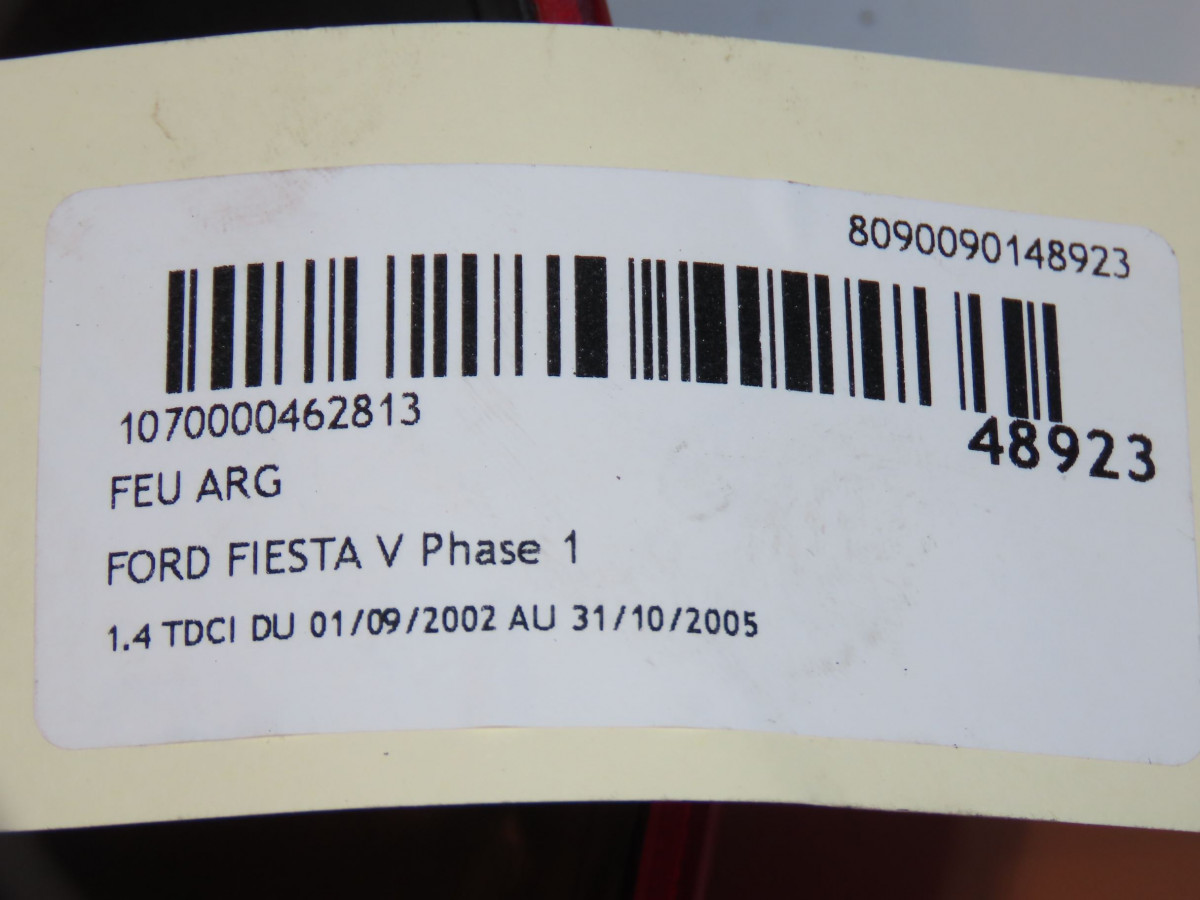 8090090148923
1070000462813
48923
FEU ARG
FORD FIESTA V Phase 1
1.4 TDCI DU 01/09/2002 AU 31/10/2005